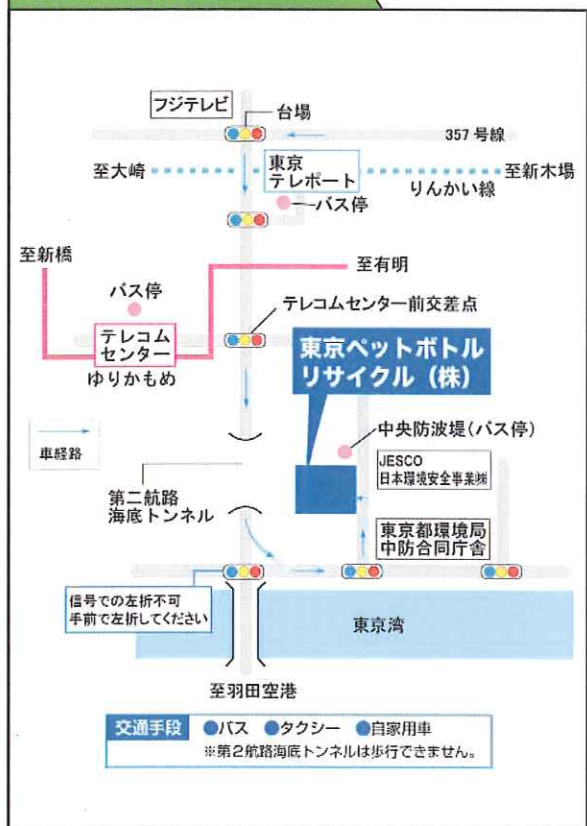 フジテレビ
台場
357号線
至大崎
東京
テレポート
至新木場
りんかい線
バス停
至新橋
至有明
バス停
テレコムセンター前交差点
テレコム
センター
ゆりかもめ
東京ペットボトル
リサイクル（株）
車経路
中央防波堤（バス停）
JESCO
日本環境安全事業㈱
第二航路
海底トンネル
東京都環境局
中防合同庁舎
信号での左折不可
手前で左折してください
東京湾
至羽田空港
交通手段 ●バス ●タクシー ●自家用車
※第2航路海底トンネルは歩行できません。